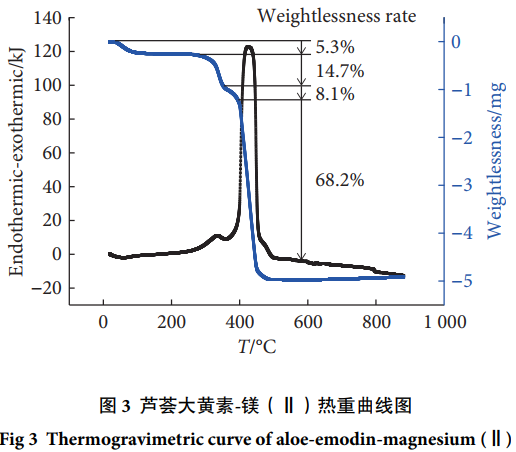 Weightlessness rate
140
120
100
80
60
40
20
0
−20
Endothermic-exothermic/kJ
5.3%
14.7%
8.1%
68.2%
0
−1
−2
−3
−4
−5
Weightlessness/mg
0 200 400 600 800 1 000
T/°C
图 3 芦荟大黄素-镁（Ⅱ）热重曲线图
Fig 3 Thermogravimetric curve of aloe-emodin-magnesium (Ⅱ)